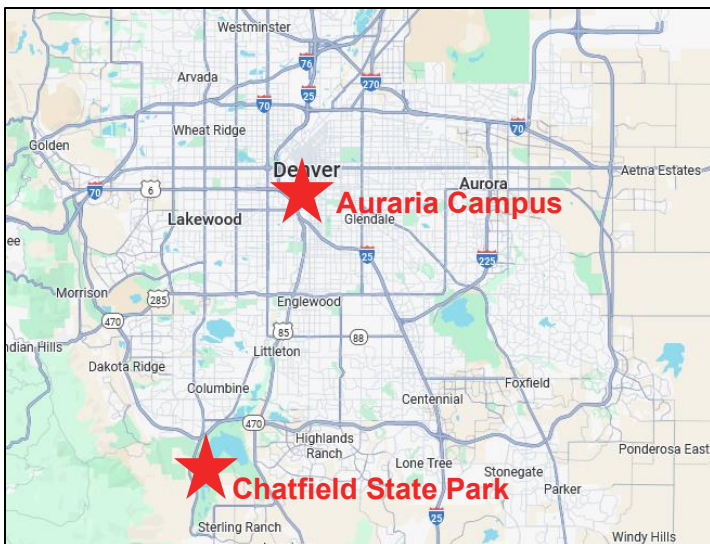 Westminster
76
Arvada
25
270
70
70
Wheat Ridge
Golden
Denver
Aetna Estates
70
6
Aurora
Auraria Campus
Lakewood
Glendale
ee
25
225
Morrison
285
Englewood
470
85
88
ndian Hills
Littleton
Dakota Ridge
Foxfield
Columbine
Centennial
470
Highlands
Ranch
Ponderosa East
Lone Tree
Stonegate
Chatfield State Park
Parker
25
Sterling Ranch
Windy Hills